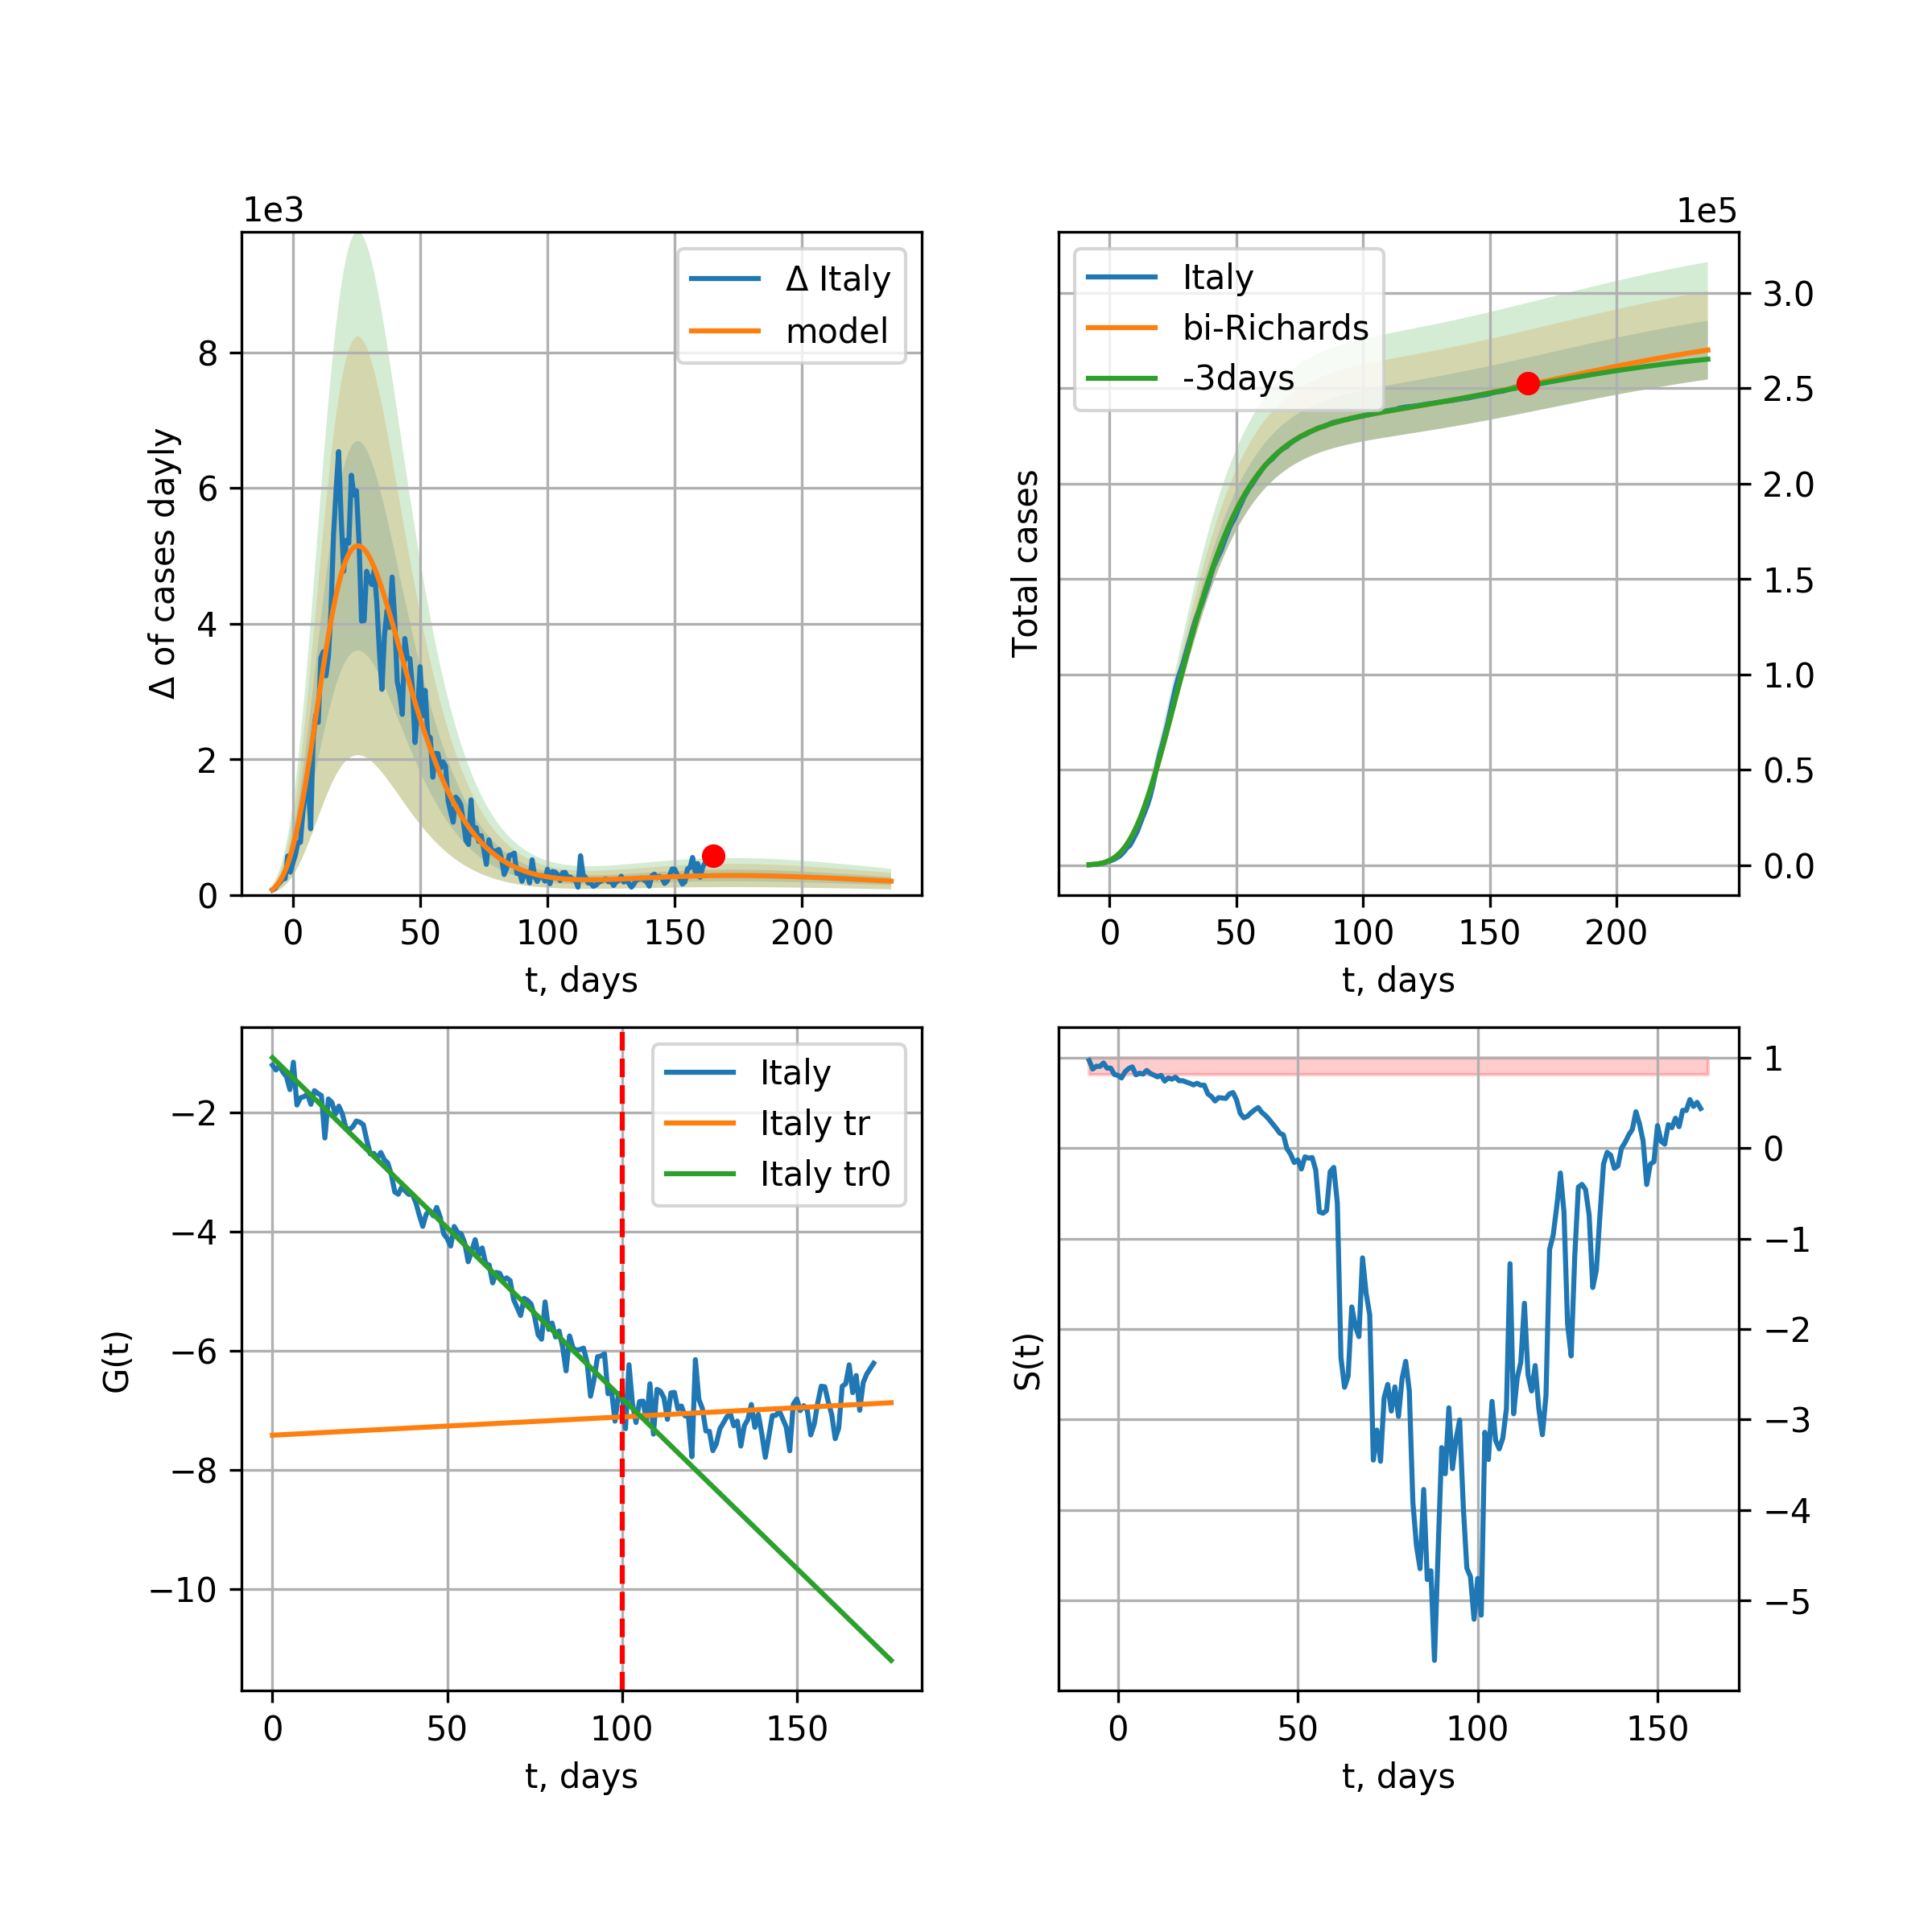 1e3
Δ Italy
model
Δ of cases dayly
8
6
4
2
0
0 50 100 150 200
t, days
1e5
Italy
bi-Richards
-3days
Total cases
3.0
2.5
2.0
1.5
1.0
0.5
0.0
0 50 100 150 200
t, days
Italy
Italy tr
Italy tr0
G(t)
−2
−4
−6
−8
−10
0 50 100 150
t, days
S(t)
1
0
−1
−2
−3
−4
−5
0 50 100 150
t, days